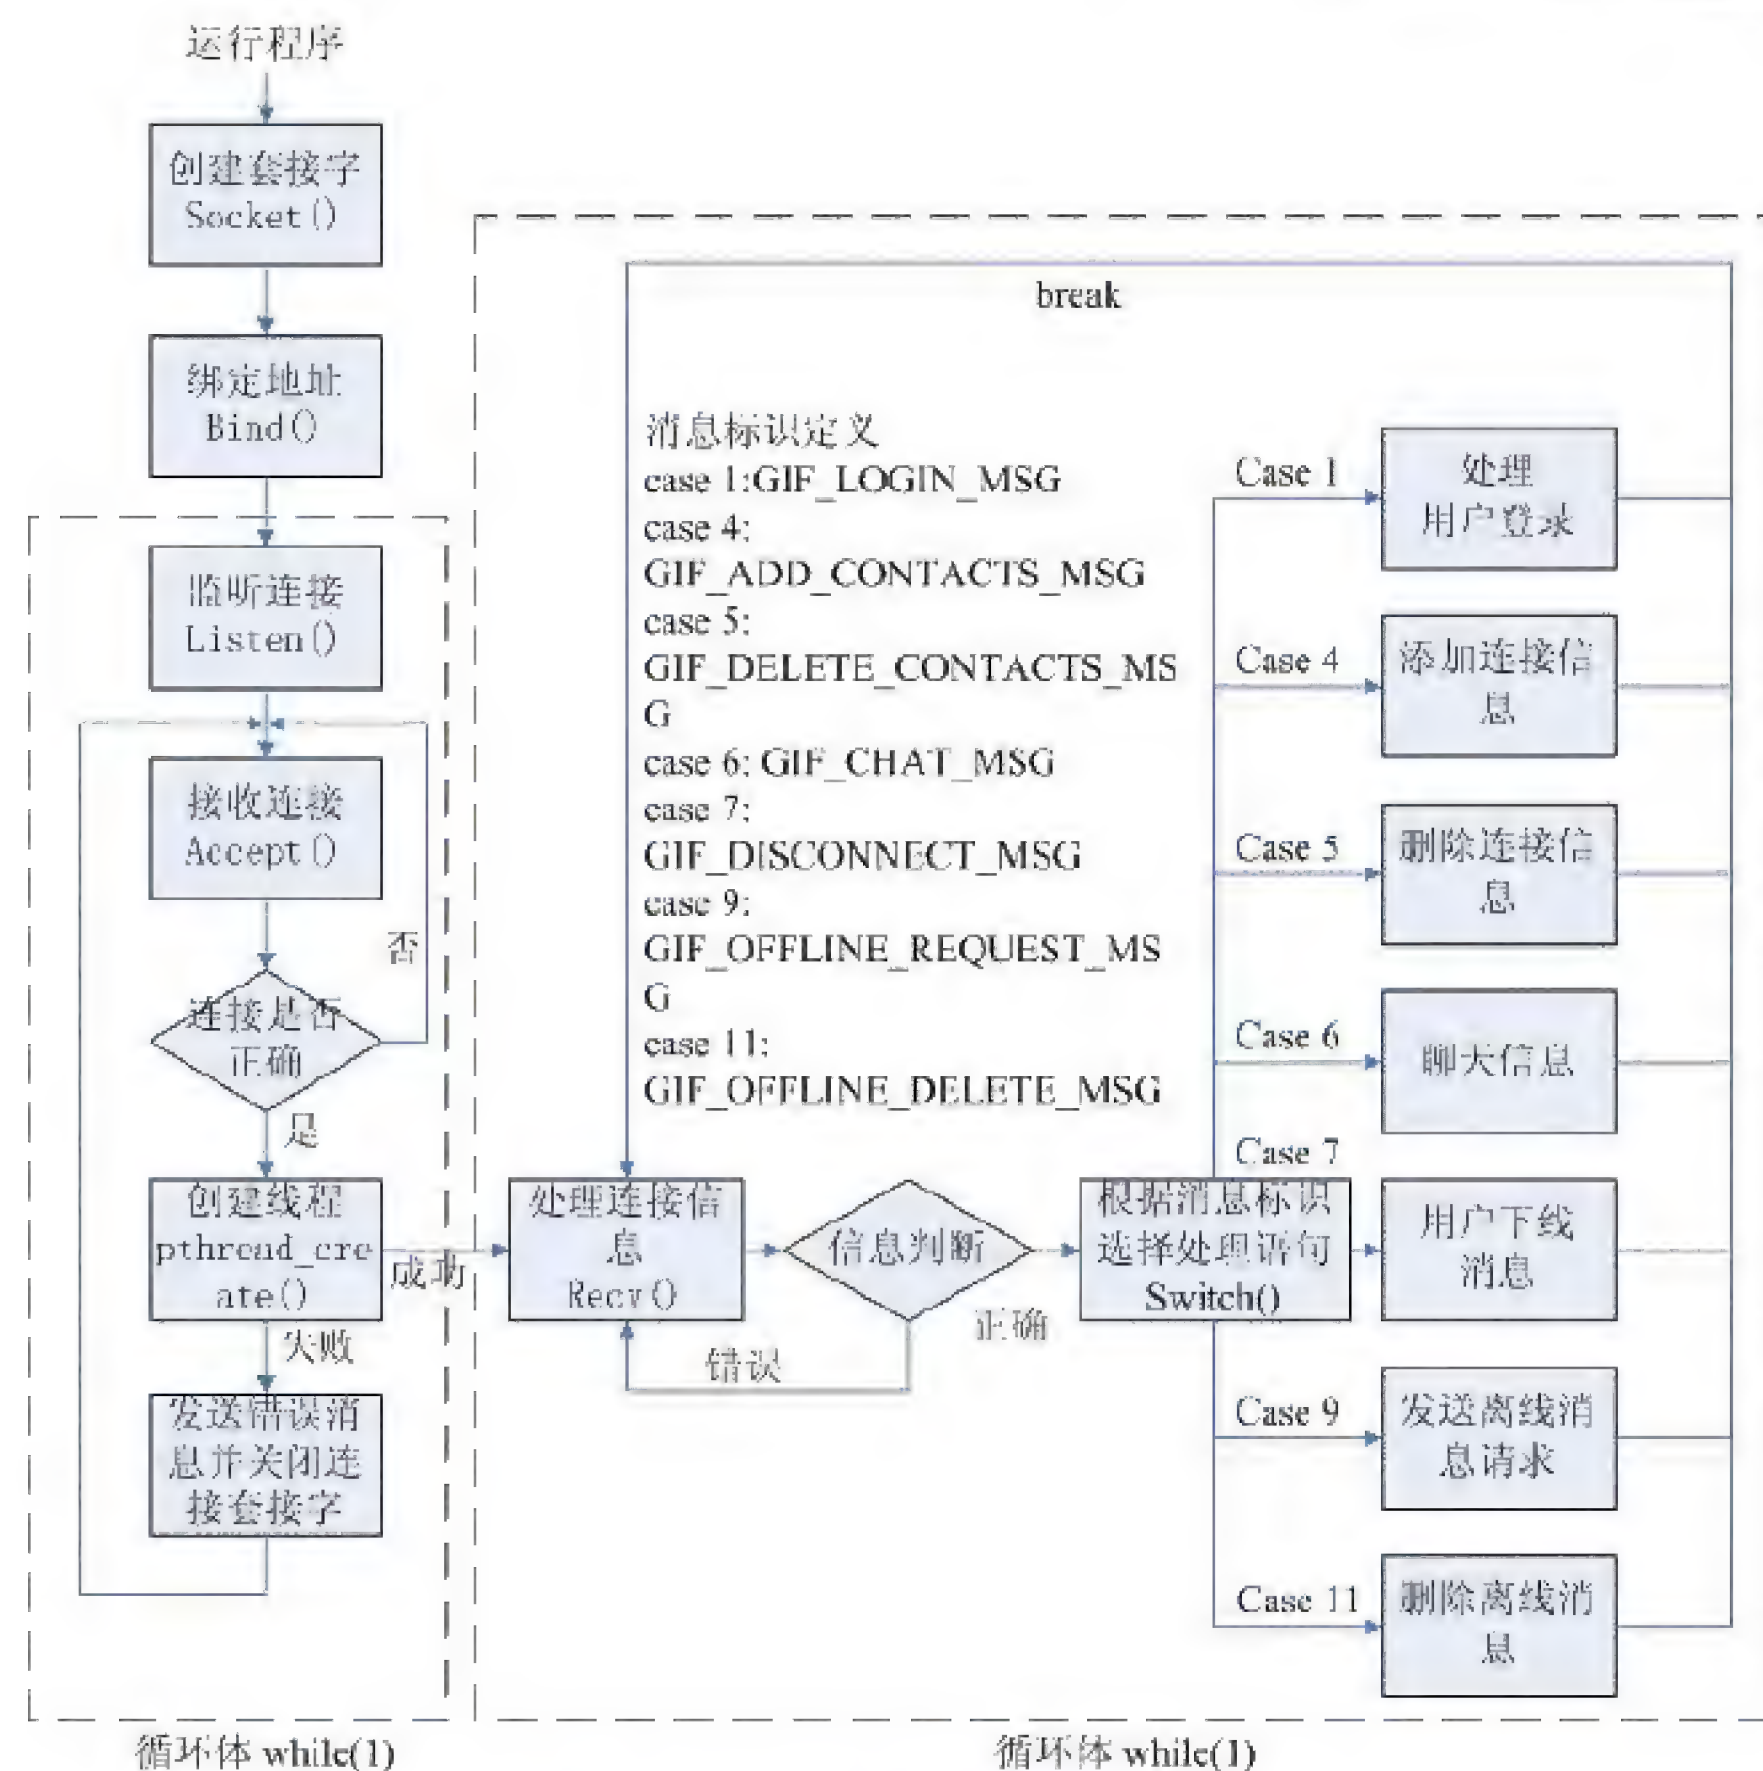 运行程序
创建套接字
Socket()
绑定地址
Bind()
监听连接
Listen()
接收连接
Accept()
否
连接是否
正确
是
创建线程
pthread_cre
ate()
成功
失败
发送错误消
息并关闭连
接套接字
循环体 while(1)
break
消息标识定义
case 1:GIF_LOGIN_MSG
case 4:
GIF_ADD_CONTACTS_MSG
case 5:
GIF_DELETE_CONTACTS_MS
G
case 6: GIF_CHAT_MSG
case 7:
GIF_DISCONNECT_MSG
case 9:
GIF_OFFLINE_REQUEST_MS
G
case 11:
GIF_OFFLINE_DELETE_MSG
处理连接信
息
Recv()
信息判断
错误
正确
根据消息标识
选择处理语句
Switch()
Case 1
处理
用户登录
Case 4
添加连接信
息
Case 5
删除连接信
息
Case 6
聊天信息
Case 7
用户下线
消息
Case 9
发送离线消
息请求
Case 11
删除离线消
息
循环体 while(1)